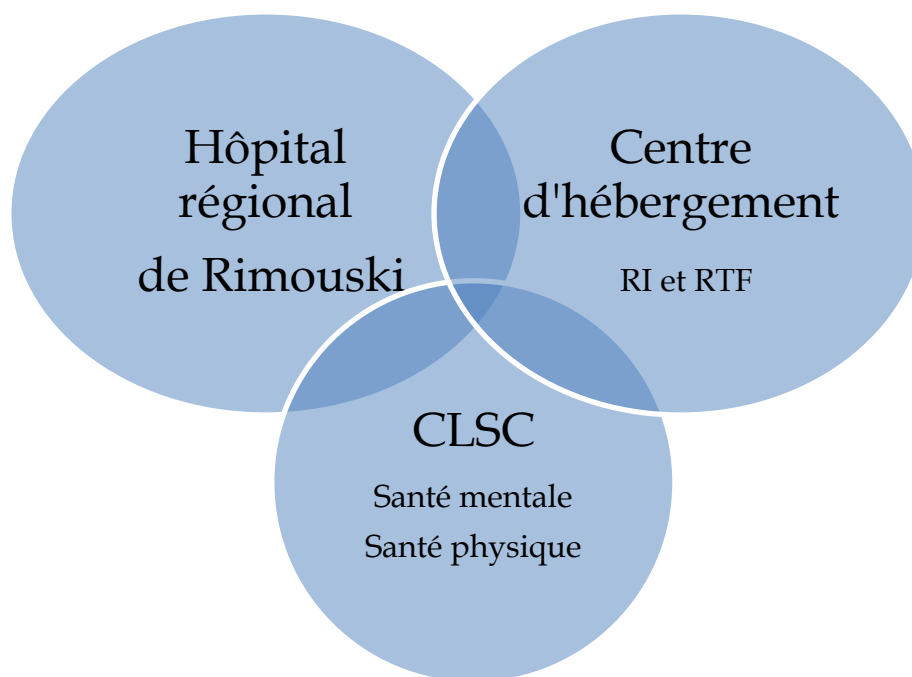 Hôpital
régional
de Rimouski
Centre
d'hébergement
RI et RTF
CLSC
Santé mentale
Santé physique